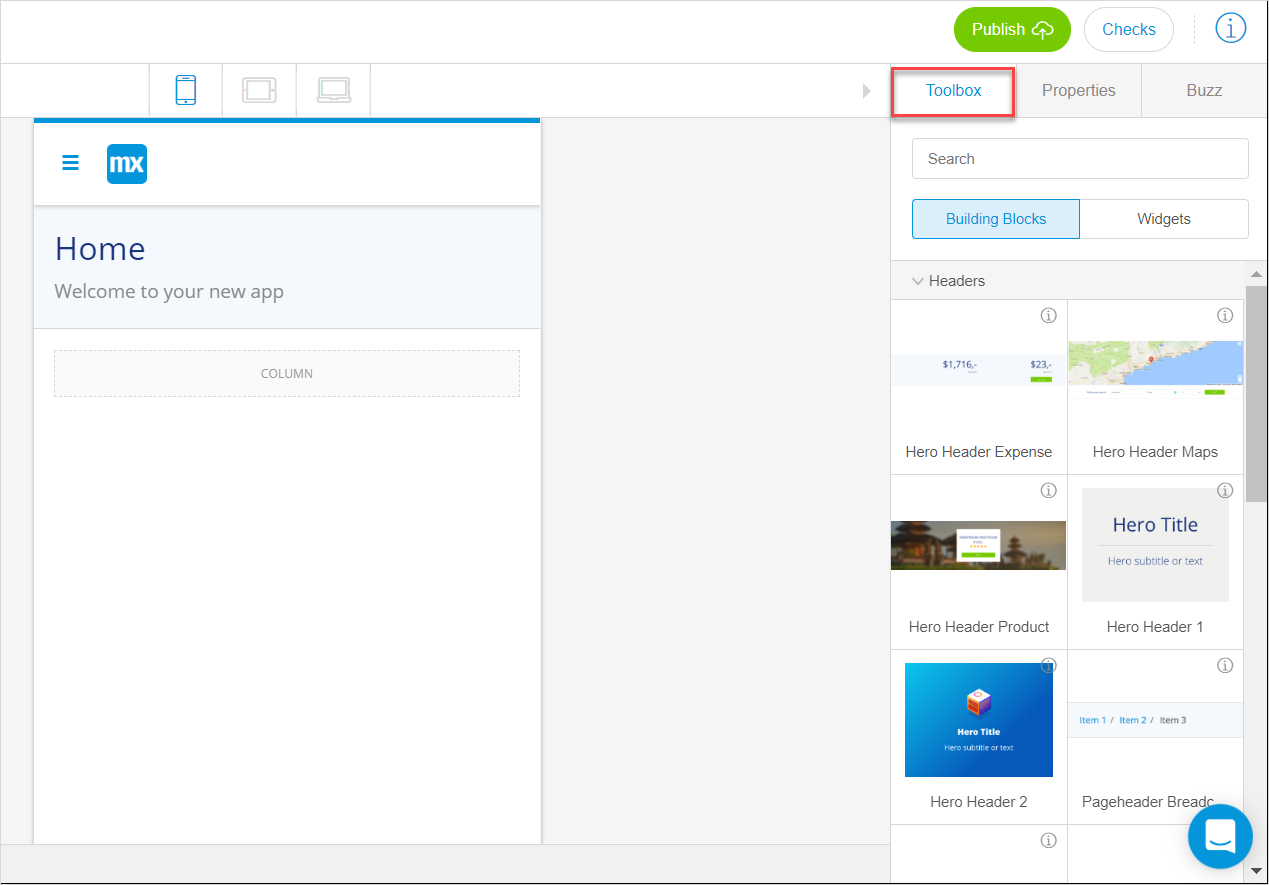 Publish Checks
Toolbox Properties Buzz
mx
Home
Welcome to your new app
COLUMN
Search
Building Blocks Widgets
Headers
$1,716,- $23,-
Hero Header Expense Hero Header Maps
Hero Title
Hero subtitle or text
Hero Header Product Hero Header 1
Hero Title
Hero subtitle or text
Item 1 / Item 2 / Item 3
Hero Header 2 Pageheader Breadc